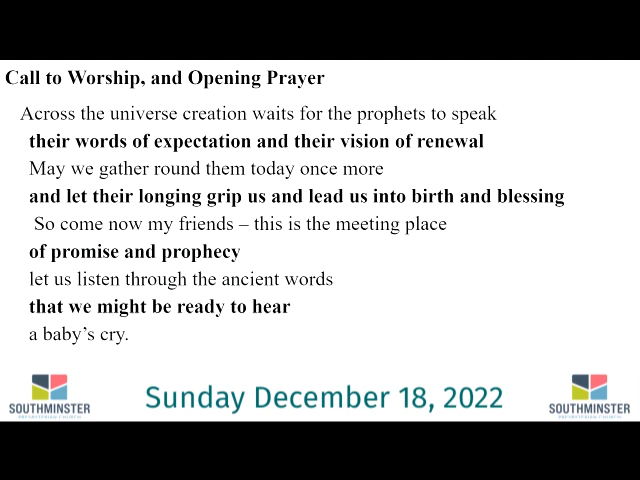 Call to Worship, and Opening Prayer
Across the universe creation waits for the prophets to speak
their words of expectation and their vision of renewal
May we gather round them today once more
and let their longing grip us and lead us into birth and blessing
So come now my friends – this is the meeting place
of promise and prophecy
let us listen through the ancient words
that we might be ready to hear
a baby’s cry.
Sunday December 18, 2022
SOUTHMINSTER
PRESBYTERIAN CHURCH
SOUTHMINSTER
PRESBYTERIAN CHURCH